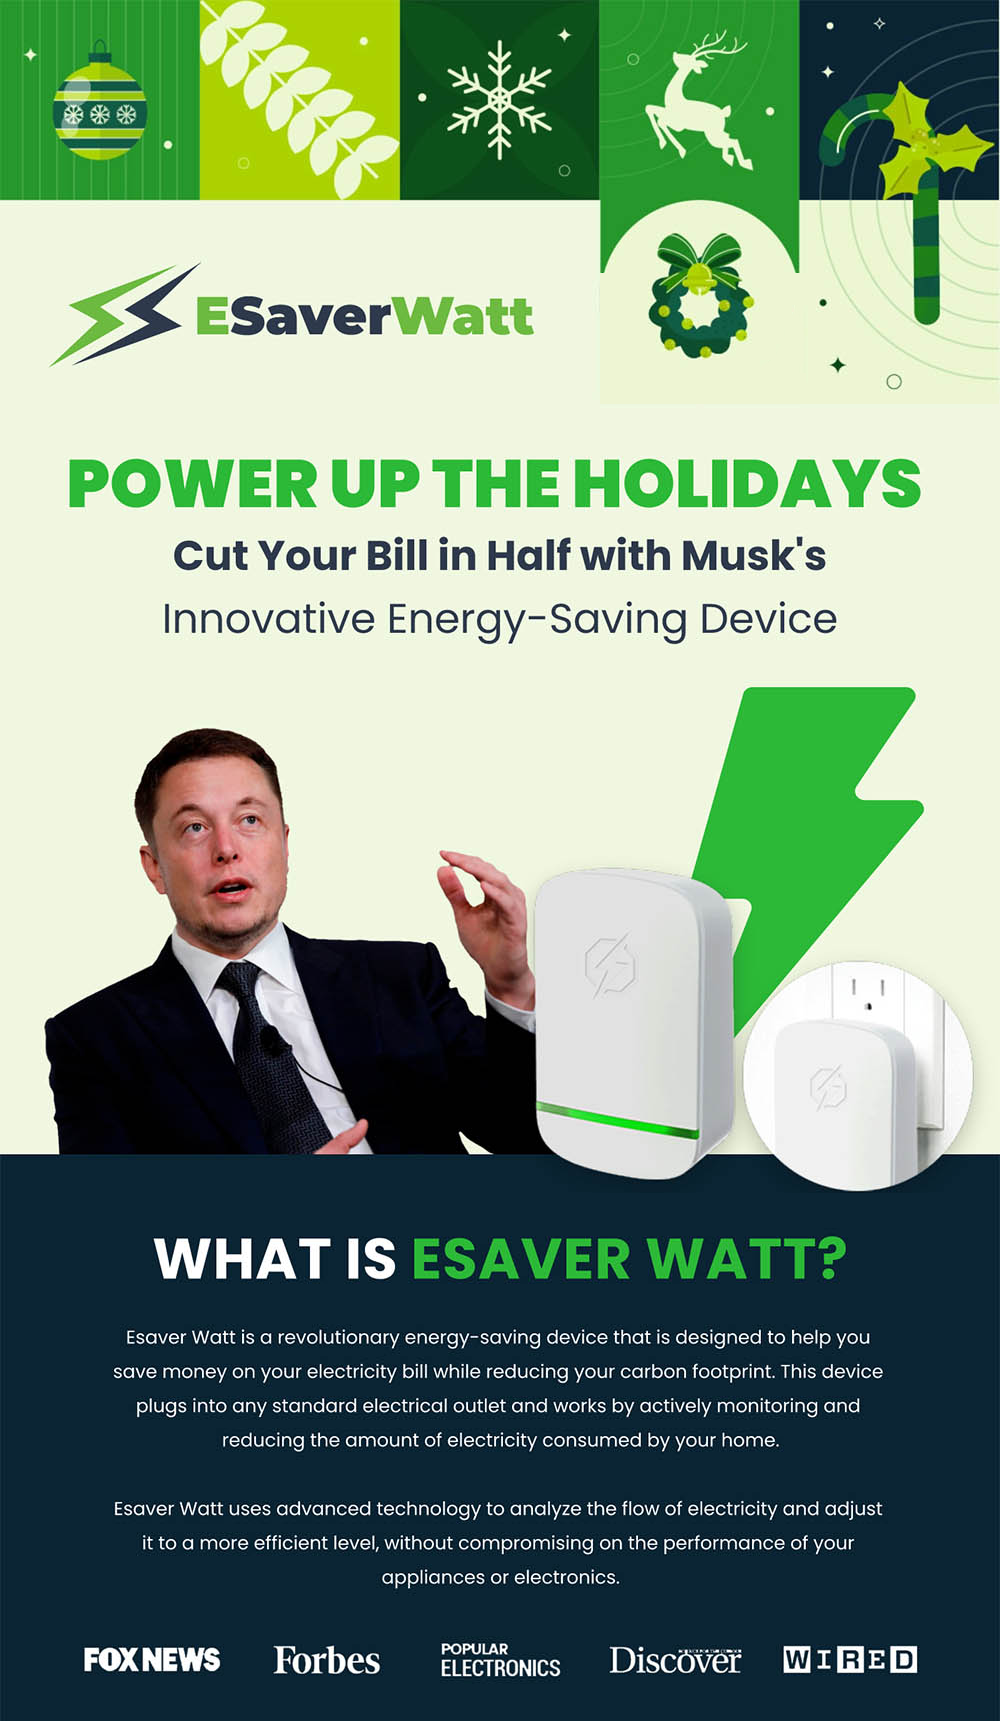 ESaverWatt
POWER UP THE HOLIDAYS
Cut Your Bill in Half with Musk's
Innovative Energy-Saving Device
WHAT IS ESAVER WATT?
Esaver Watt is a revolutionary energy-saving device that is designed to help you
save money on your electricity bill while reducing your carbon footprint. This device
plugs into any standard electrical outlet and works by actively monitoring and
reducing the amount of electricity consumed by your home.
Esaver Watt uses advanced technology to analyze the flow of electricity and adjust
it to a more efficient level, without compromising on the performance of your
appliances or electronics.
FOX NEWS
Forbes
POPULAR
ELECTRONICS
Discover
WIRED